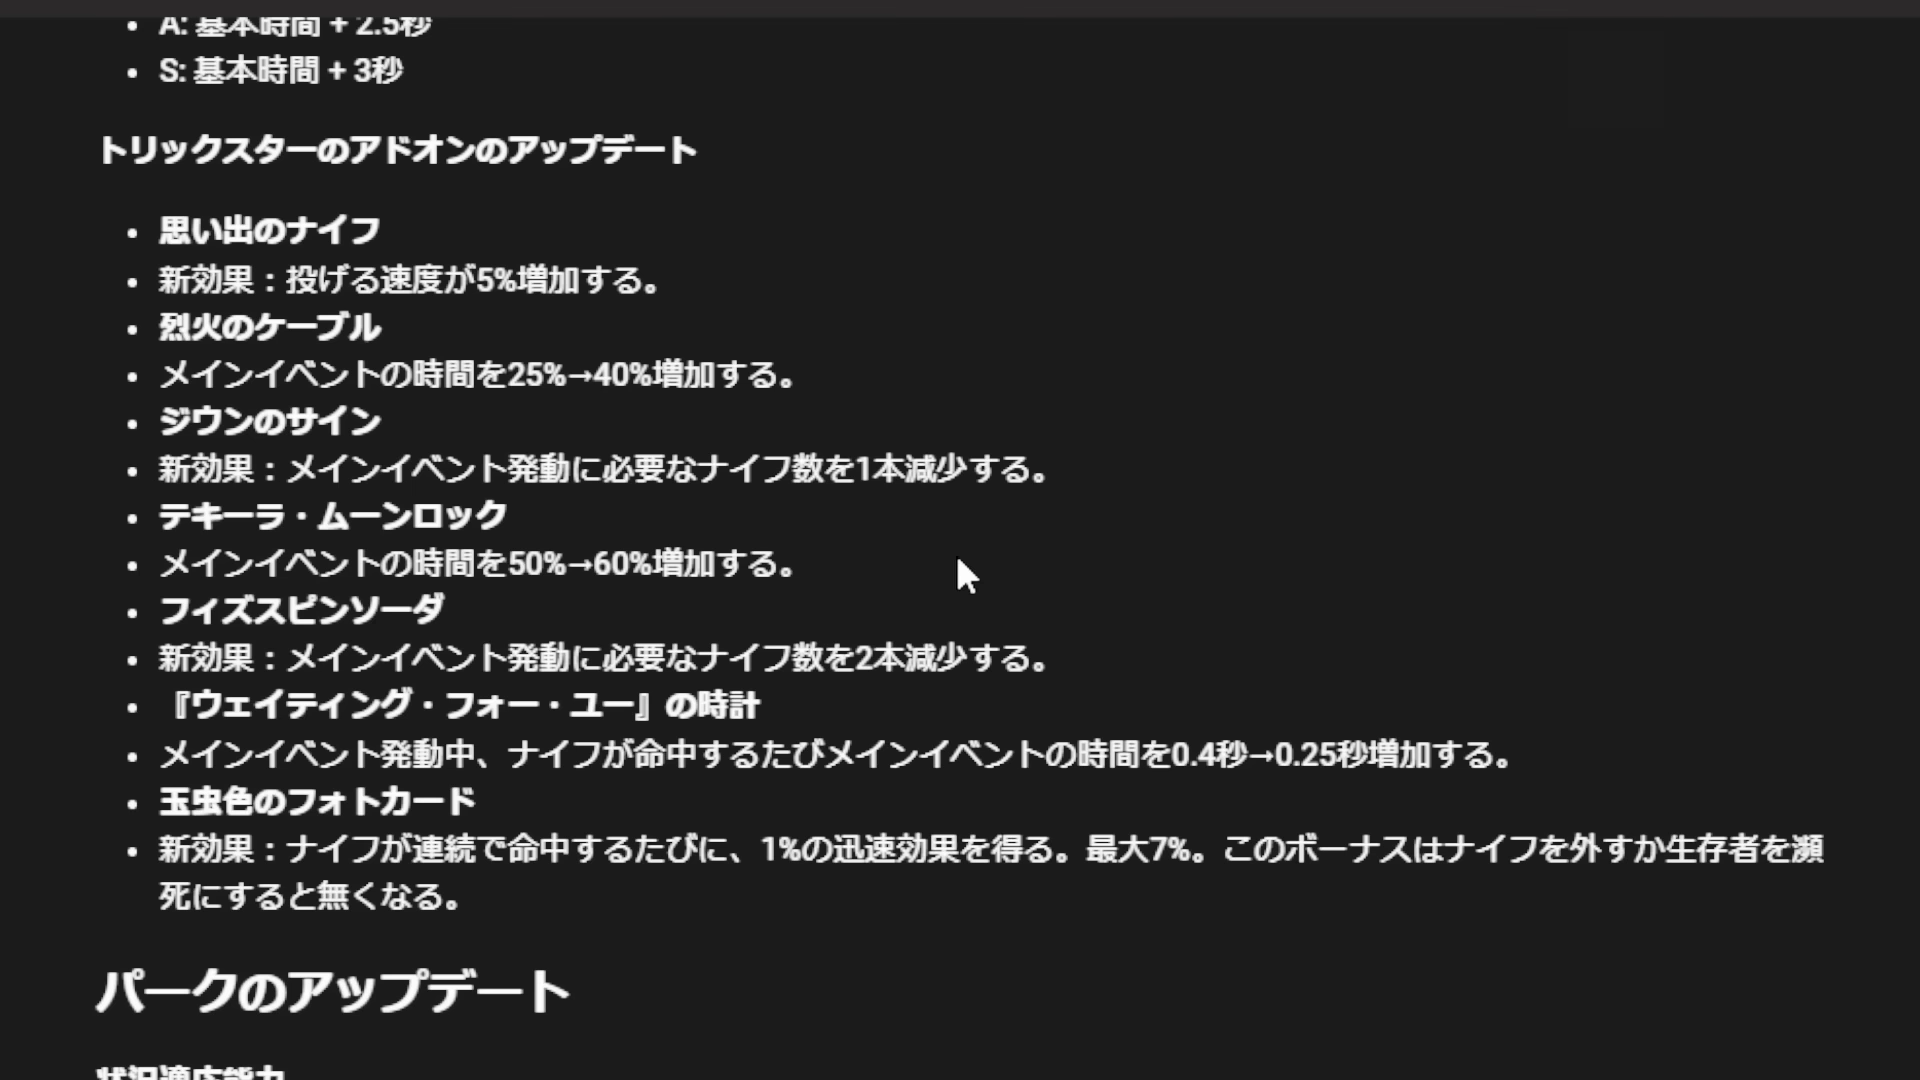 • A: 基本時間 + 2.5秒
• S: 基本時間 + 3秒
トリックスターのアドオンのアップデート
• 思い出のナイフ
• 新効果：投げる速度が5%増加する。
• 烈火のケーブル
• メインイベントの時間を25%→40%増加する。
• ジウンのサイン
• 新効果：メインイベント発動に必要なナイフ数を1本減少する。
• テキーラ・ムーンロック
• メインイベントの時間を50%→60%増加する。
• フィズスピンソーダ
• 新効果：メインイベント発動に必要なナイフ数を2本減少する。
• 『ウェイティング・フォー・ユー』の時計
• メインイベント発動中、ナイフが命中するたびメインイベントの時間を0.4秒→0.25秒増加する。
• 玉虫色のフォトカード
• 新効果：ナイフが連続で命中するたびに、1%の迅速効果を得る。最大7%。このボーナスはナイフを外すか生存者を瀕
死にすると無くなる。
パークのアップデート
状況適応能力